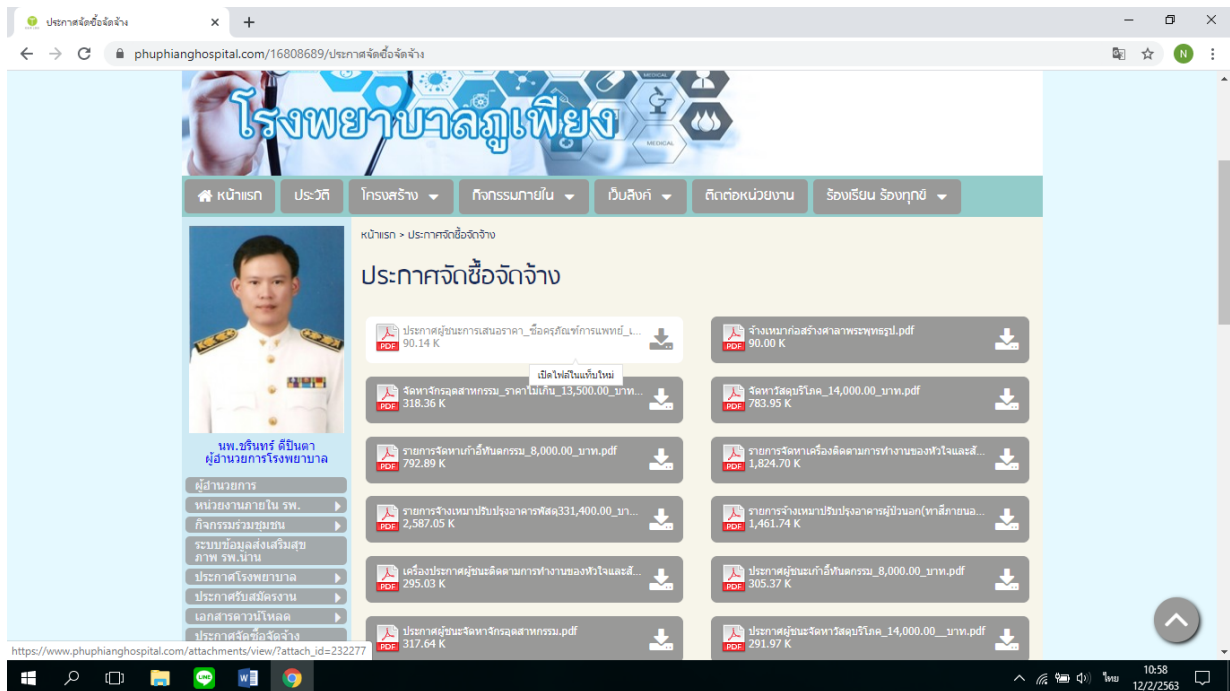 ประกาศจัดซื้อจัดจ้าง
phuphianghospital.com/16808689/ประกาศจัดซื้อจัดจ้าง
N
MEDICAL
โรงพยาบาลภูเพียง
MEDICAL
หน้าแรก
ประวัติ
โครงสร้าง
กิจกรรมภายใน
เว็บลิงค์
ติดต่อหน่วยงาน
ร้องเรียน ร้องทุกข์
หน้าแรก > ประกาศจัดซื้อจัดจ้าง
ประกาศจัดซื้อจัดจ้าง
ประกาศผู้ชนะการเสนอราคา_ซื้อครุภัณฑ์การแพทย์_เ...
PDF 90.14 K
จ้างเหมาก่อสร้างศาลาพระพุทธรูป.pdf
PDF 90.00 K
เปิดไฟล์ในแท็บใหม่
จัดหาจักรอุตสาหกรรม_ราคาไม่เกิน_13,500.00_บาท...
PDF 318.36 K
จัดหาวัสดุบริโภค_14,000.00_บาท.pdf
PDF 783.95 K
รายการจัดหาเก้าอี้ทันตกรรม_8,000.00_บาท.pdf
PDF 792.89 K
รายการจัดหาเครื่องติดตามการทำงานของหัวใจและสั...
PDF 1,824.70 K
รายการจ้างเหมาปรับปรุงอาคารพัสดุ331,400.00_บา...
PDF 2,587.05 K
รายการจ้างเหมาปรับปรุงอาคารผู้ป่วนอก(ทาสีภายนอ...
PDF 1,461.74 K
เครื่องประกาศผู้ชนะติดตามการทำงานของหัวใจและสั...
PDF 295.03 K
ประกาศผู้ชนะเก้าอี้ทันตกรรม_8,000.00_บาท.pdf
PDF 305.37 K
ประกาศผู้ชนะจัดหาจักรอุตสาหกรรม.pdf
PDF 317.64 K
ประกาศผู้ชนะจัดหาวัสดุบริโภค_14,000.00__บาท.pdf
PDF 291.97 K
นพ.ชรินทร์ ดีปินตา
ผู้อำนวยการโรงพยาบาล
ผู้อำนวยการ
หน่วยงานภายใน รพ.
กิจกรรมร่วมชุมชน
ระบบข้อมูลส่งเสริมสุข
ภาพ รพ.น่าน
ประกาศโรงพยาบาล
ประกาศรับสมัครงาน
เอกสารดาวน์โหลด
ประกาศจัดซื้อจัดจ้าง
https://www.phuphianghospital.com/attachments/view/?attach_id=232277
ไทย
10:58
12/2/2563